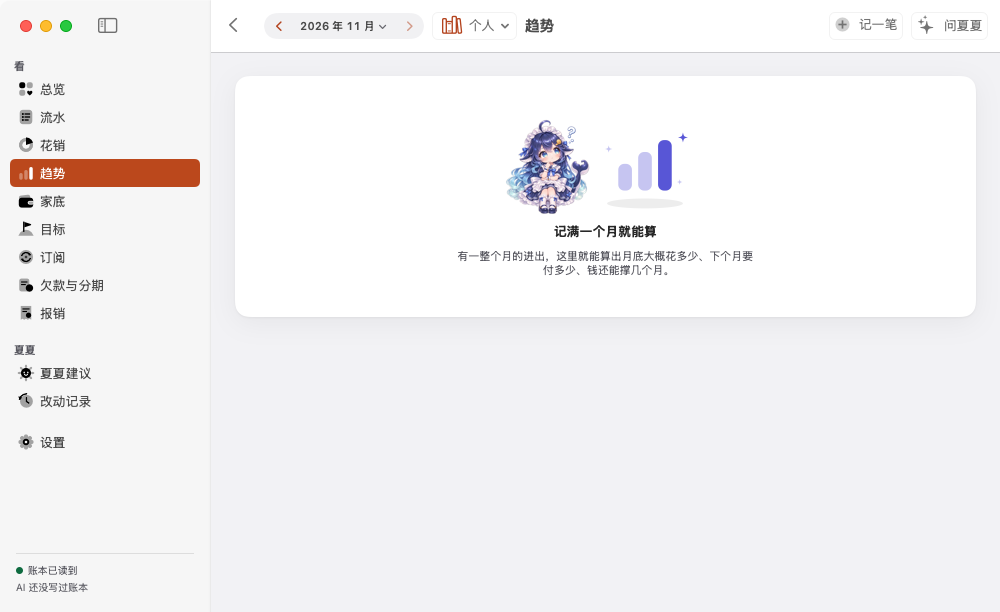 看
总览
流水
花销
趋势
家底
目标
订阅
欠款与分期
报销
夏夏
夏夏建议
改动记录
设置
账本已读到
AI 还没写过账本
2026 年 11 月
个人
趋势
记一笔
问夏夏
?
记满一个月就能算
有一整个月的进出，这里就能算出月底大概花多少、下个月要
付多少、钱还能撑几个月。